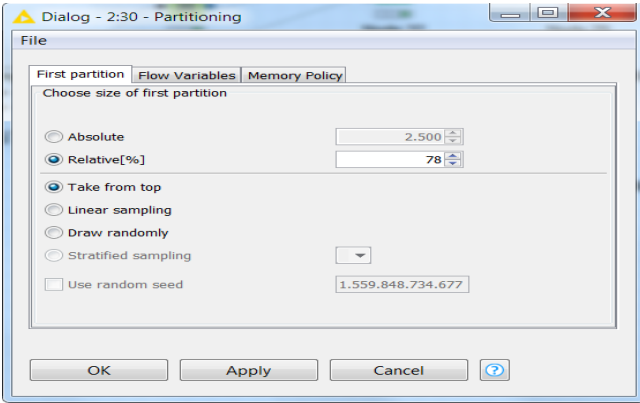 Dialog - 2:30 - Partitioning
File
First partition Flow Variables Memory Policy
Choose size of first partition
Absolute 2.500
Relative[%] 78
Take from top
Linear sampling
Draw randomly
Stratified sampling
Use random seed 1.559.848.734.677
OK Apply Cancel ?